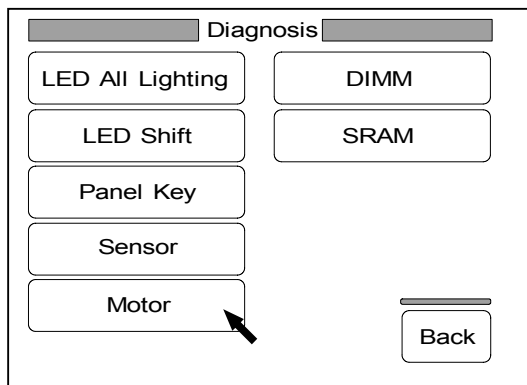 Diagnosis
LED All Lighting
DIMM
LED Shift
SRAM
Panel Key
Sensor
Motor
Back